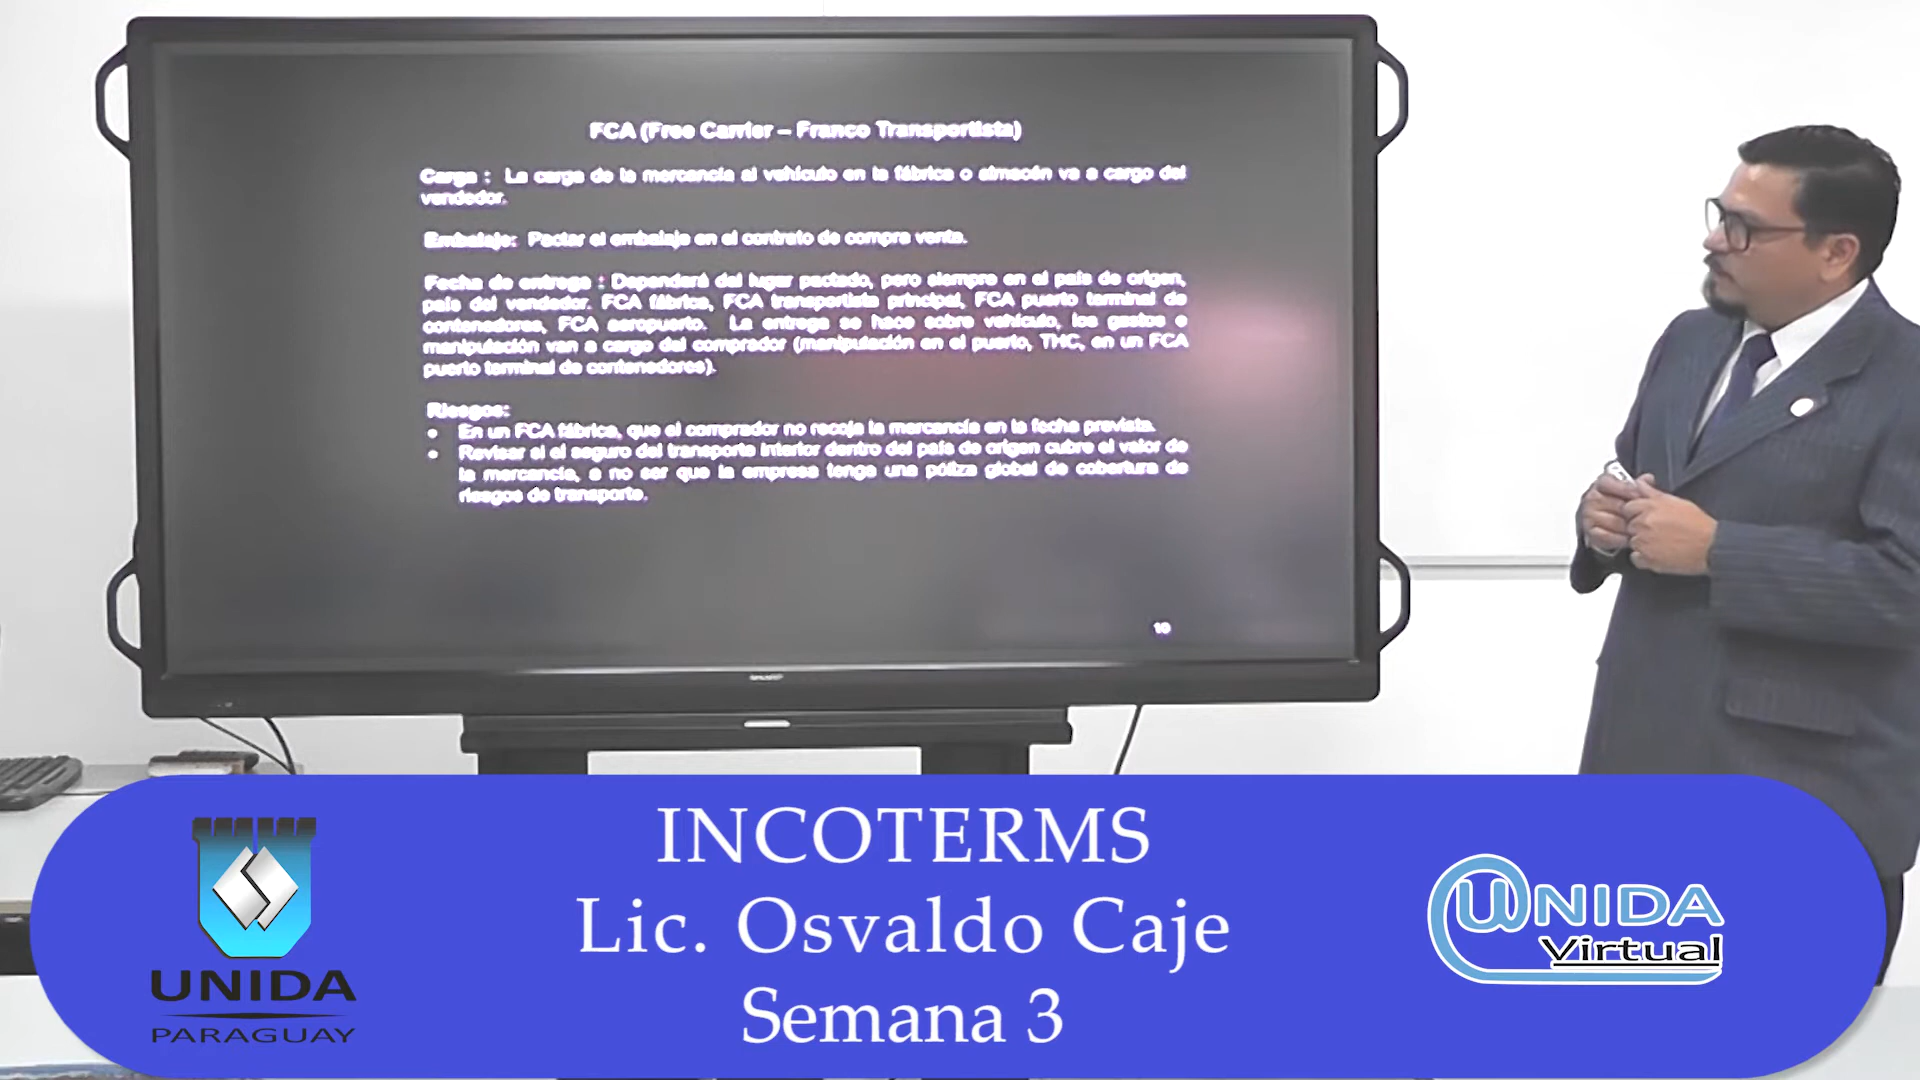 FCA (Free Carrier – Franco Transportista)
Carga : La carga de la mercancía al vehículo en la fábrica o almacén va a cargo del
vendedor.
Embalaje: Pactar el embalaje en el contrato de compra venta.
Fecha de entrega : Dependerá del lugar pactado, pero siempre en el país de origen,
país del vendedor. FCA fábrica, FCA transportista principal, FCA puerto terminal de
contenedores, FCA aeropuerto. La entrega se hace sobre vehículo, los gastos e
manipulación van a cargo del comprador (manipulación en el puerto, THC, en un FCA
puerto terminal de contenedores).
Riesgos:
• En un FCA fábrica, que el comprador no recoja la mercancía en la fecha prevista.
• Revisar si el seguro del transporte interior dentro del país de origen cubre el valor de
la mercancía, a no ser que la empresa tenga una póliza global de cobertura de
riesgos de transporte.
10
SHARP
INCOTERMS
Lic. Osvaldo Caje
Semana 3
UNIDA
PARAGUAY
UNIDA
Virtual